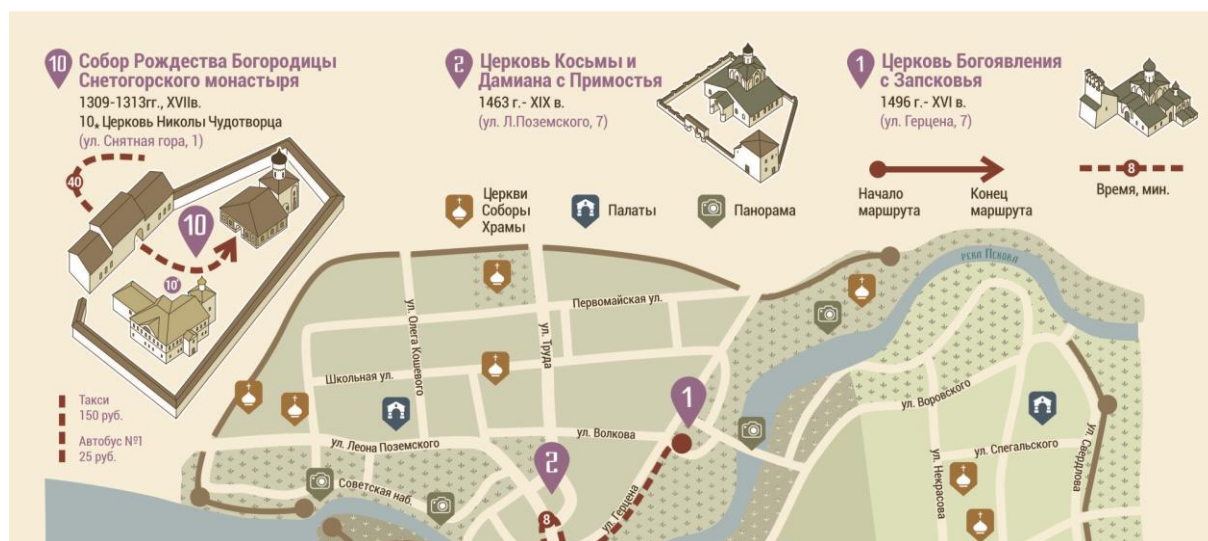 10
Собор Рождества Богородицы
Снетогорского монастыря
1309-1313гг., XVIIв.
10, Церковь Николы Чудотворца
(ул. Снятная гора, 1)
2
Церковь Косьмы и
Дамиана с Примостья
1463 г.- XIX в.
(ул. Л.Поземского, 7)
1
Церковь Богоявления
с Запсковья
1496 г.- XVI в.
(ул. Герцена, 7)
Начало
маршрута
Конец
маршрута
8
Время, мин.
Церкви
Соборы
Храмы
Палаты
Панорама
40
10
10
река Пскова
Первомайская ул.
ул. Олега Кошевого
ул. Труда
Школьная ул.
Такси
150 руб.
Автобус №1
25 руб.
ул. Леона Поземского
ул. Волкова
1
ул. Воровского
ул. Спегальского
ул. Свердлова
ул. Некрасова
2
Советская наб.
8
ул. Герцена